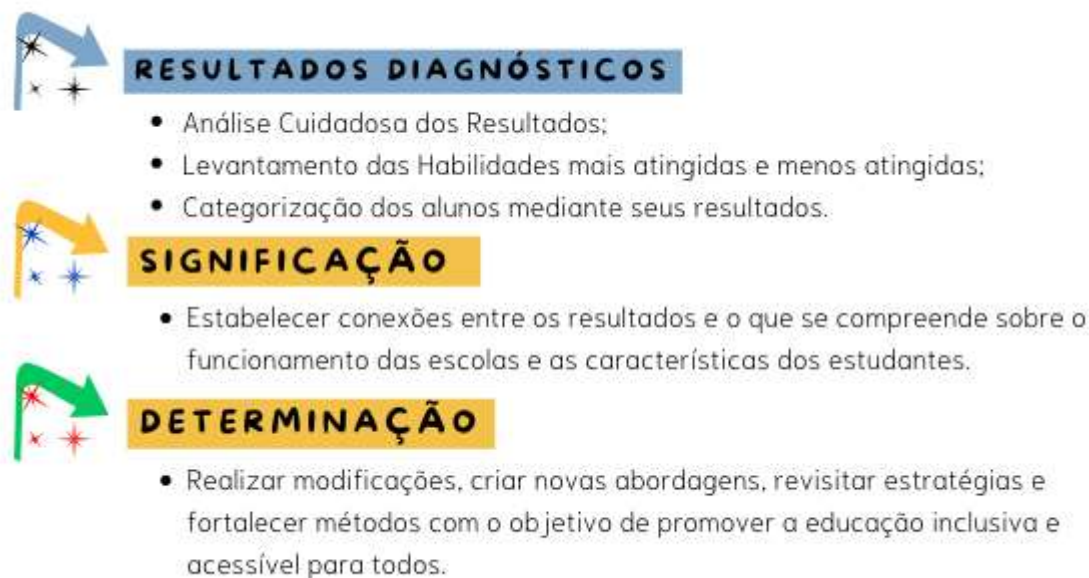 RESULTADOS DIAGNÓSTICOS
• Análise Cuidadosa dos Resultados;
• Levantamento das Habilidades mais atingidas e menos atingidas;
• Categorização dos alunos mediante seus resultados.
SIGNIFICAÇÃO
• Estabelecer conexões entre os resultados e o que se compreende sobre o
funcionamento das escolas e as características dos estudantes.
DETERMINAÇÃO
• Realizar modificações, criar novas abordagens, revisitar estratégias e
fortalecer métodos com o objetivo de promover a educação inclusiva e
acessível para todos.